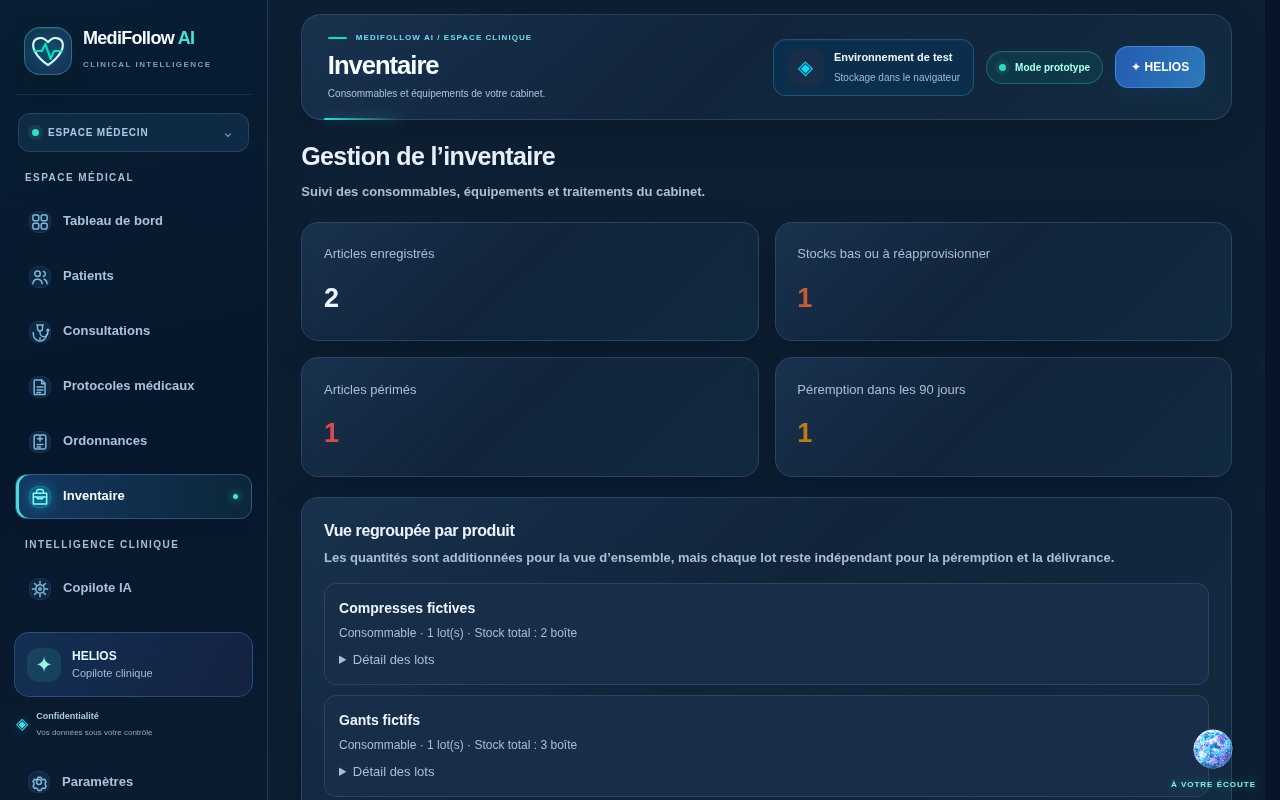 MediFollow AI
CLINICAL INTELLIGENCE
ESPACE MÉDECIN
ESPACE MÉDICAL
Tableau de bord
Patients
Consultations
Protocoles médicaux
Ordonnances
Inventaire
INTELLIGENCE CLINIQUE
Copilote IA
HELIOS
Copilote clinique
Confidentialité
Vos données sous votre contrôle
Paramètres
MEDIFOLLOW AI / ESPACE CLINIQUE
Inventaire
Consommables et équipements de votre cabinet.
Environnement de test
Stockage dans le navigateur
Mode prototype
HELIOS
Gestion de l’inventaire
Suivi des consommables, équipements et traitements du cabinet.
Articles enregistrés
2
Stocks bas ou à réapprovisionner
1
Articles périmés
1
Péremption dans les 90 jours
1
Vue regroupée par produit
Les quantités sont additionnées pour la vue d’ensemble, mais chaque lot reste indépendant pour la péremption et la délivrance.
Compresses fictives
Consommable · 1 lot(s) · Stock total : 2 boîte
Détail des lots
Gants fictifs
Consommable · 1 lot(s) · Stock total : 3 boîte
Détail des lots
À VOTRE ÉCOUTE